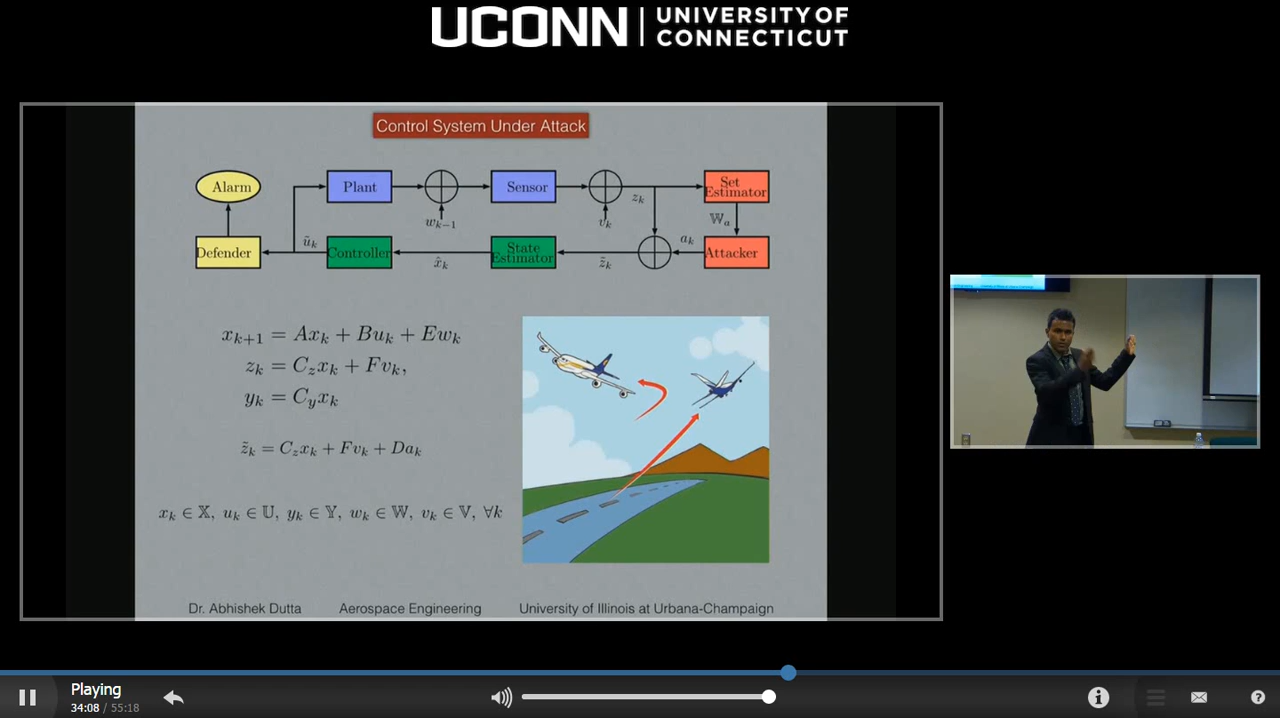 UCONN UNIVERSITY OF CONNECTICUT
Control System Under Attack
Alarm
Plant
Sensor
Set Estimator
w_{k−1}
v_k
z_k
𝕎_a
Defender
ũ_k
Controller
x̂_k
State Estimator
z̃_k
a_k
Attacker
x_{k+1} = Ax_k + Bu_k + Ew_k
z_k = C_z x_k + Fv_k,
y_k = C_y x_k
z̃_k = C_z x_k + Fv_k + Da_k
x_k ∈ 𝕏, u_k ∈ 𝕌, y_k ∈ 𝕐, w_k ∈ 𝕎, v_k ∈ 𝕍, ∀k
Dr. Abhishek Dutta Aerospace Engineering University of Illinois at Urbana-Champaign
Playing
34:08 / 55:18